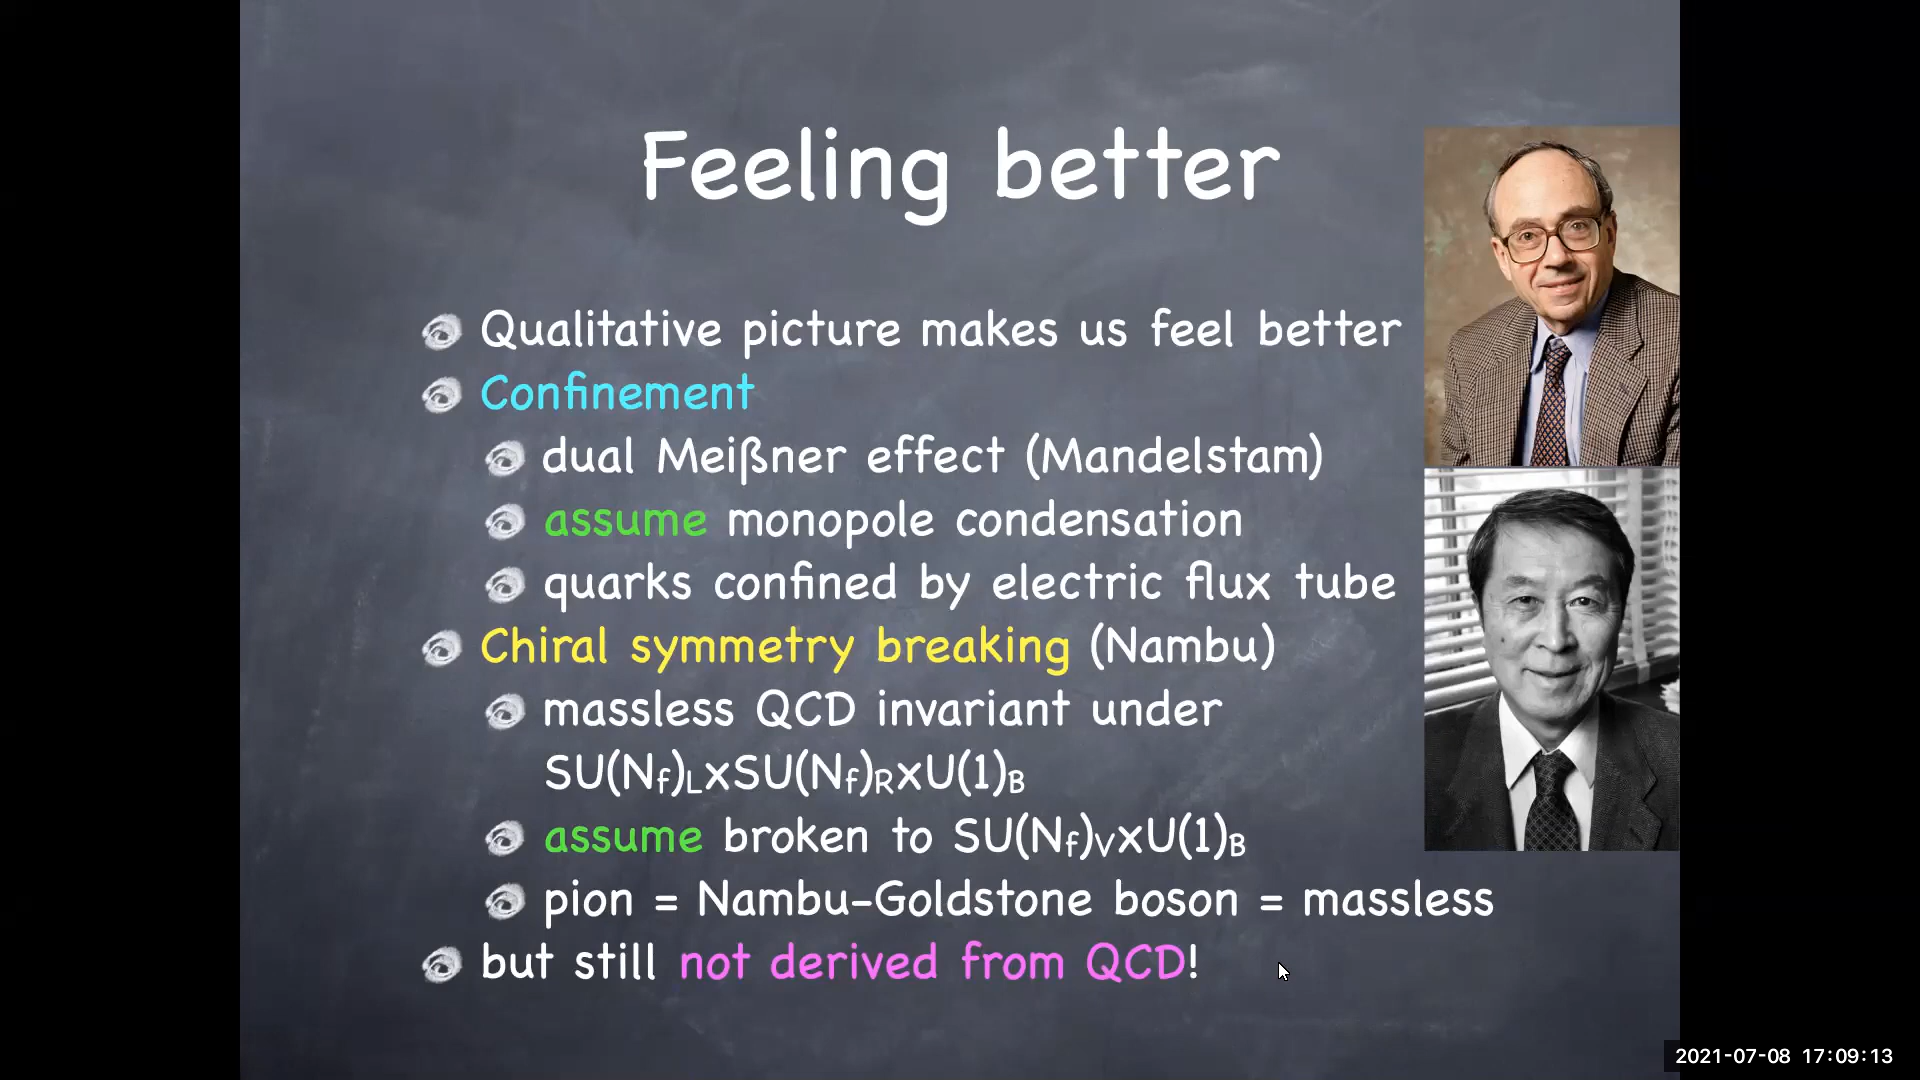 Feeling better
Qualitative picture makes us feel better
Confinement
dual Meißner effect (Mandelstam)
assume monopole condensation
quarks confined by electric flux tube
Chiral symmetry breaking (Nambu)
massless QCD invariant under
SU(Nf)LxSU(Nf)RxU(1)B
assume broken to SU(Nf)VxU(1)B
pion = Nambu-Goldstone boson = massless
but still not derived from QCD!
2021-07-08 17:09:13